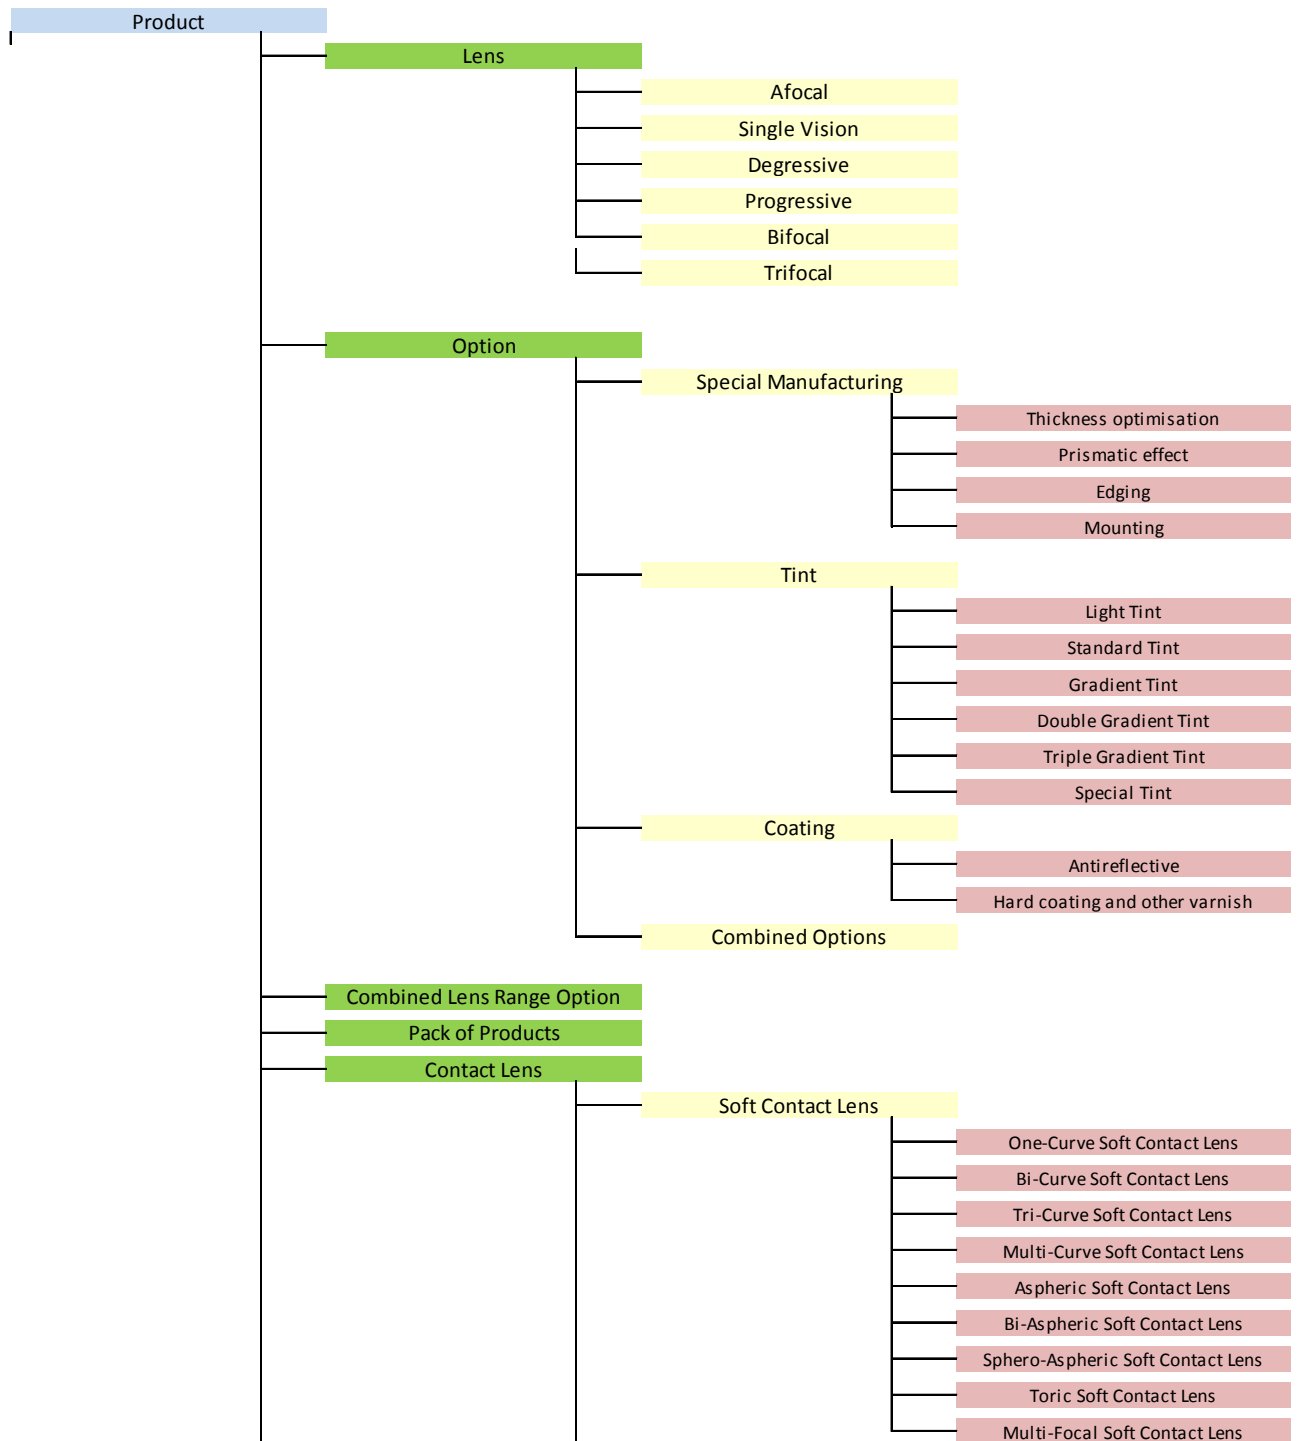 Product
Lens
Afocal
Single Vision
Degressive
Progressive
Bifocal
Trifocal
Option
Special Manufacturing
Thickness optimisation
Prismatic effect
Edging
Mounting
Tint
Light Tint
Standard Tint
Gradient Tint
Double Gradient Tint
Triple Gradient Tint
Special Tint
Coating
Antireflective
Hard coating and other varnish
Combined Options
Combined Lens Range Option
Pack of Products
Contact Lens
Soft Contact Lens
One-Curve Soft Contact Lens
Bi-Curve Soft Contact Lens
Tri-Curve Soft Contact Lens
Multi-Curve Soft Contact Lens
Aspheric Soft Contact Lens
Bi-Aspheric Soft Contact Lens
Sphero-Aspheric Soft Contact Lens
Toric Soft Contact Lens
Multi-Focal Soft Contact Lens